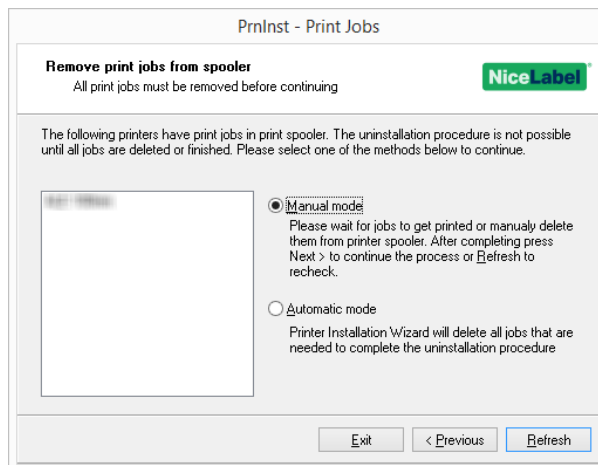 PrnInst - Print Jobs
Remove print jobs from spooler
All print jobs must be removed before continuing
NiceLabel
The following printers have print jobs in print spooler. The uninstallation procedure is not possible
until all jobs are deleted or finished. Please select one of the methods below to continue.
Manual mode
Please wait for jobs to get printed or manualy delete
them from printer spooler. After completing press
Next > to continue the process or Refresh to
recheck.
Automatic mode
Printer Installation Wizard will delete all jobs that are
needed to complete the uninstallation procedure
Exit
< Previous
Refresh